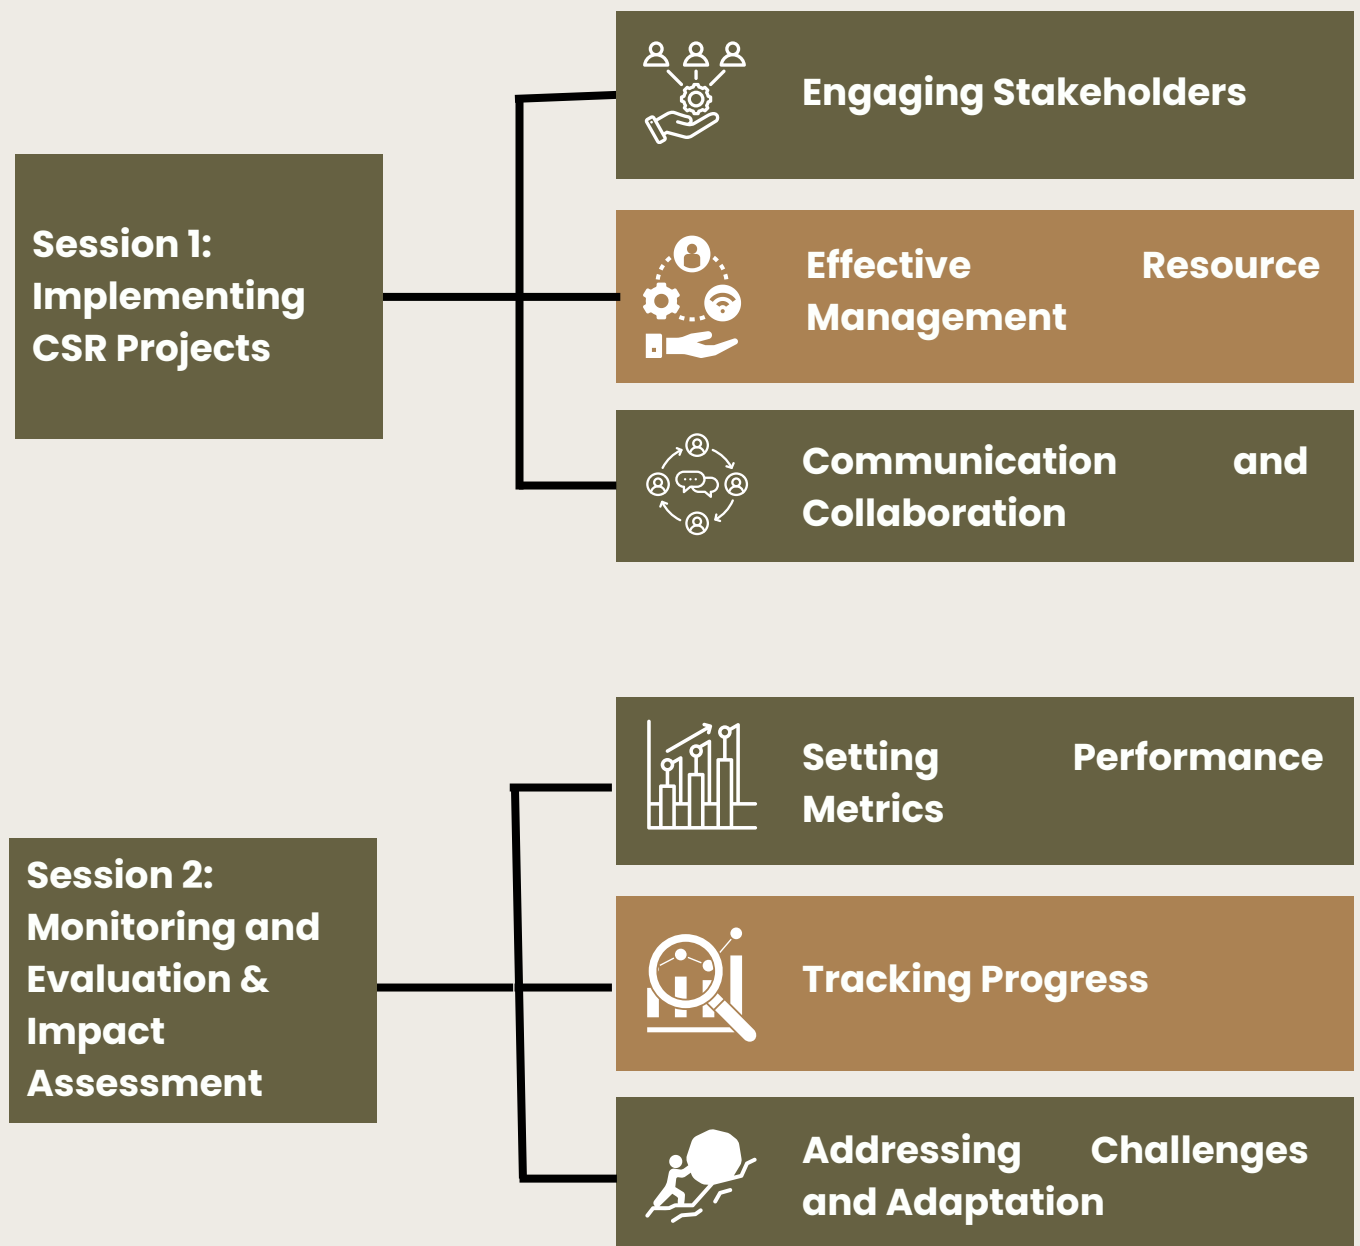 Session 1:
Implementing
CSR Projects
Engaging Stakeholders
Effective Resource
Management
Communication and
Collaboration
Session 2:
Monitoring and
Evaluation &
Impact
Assessment
Setting Performance
Metrics
Tracking Progress
Addressing Challenges
and Adaptation